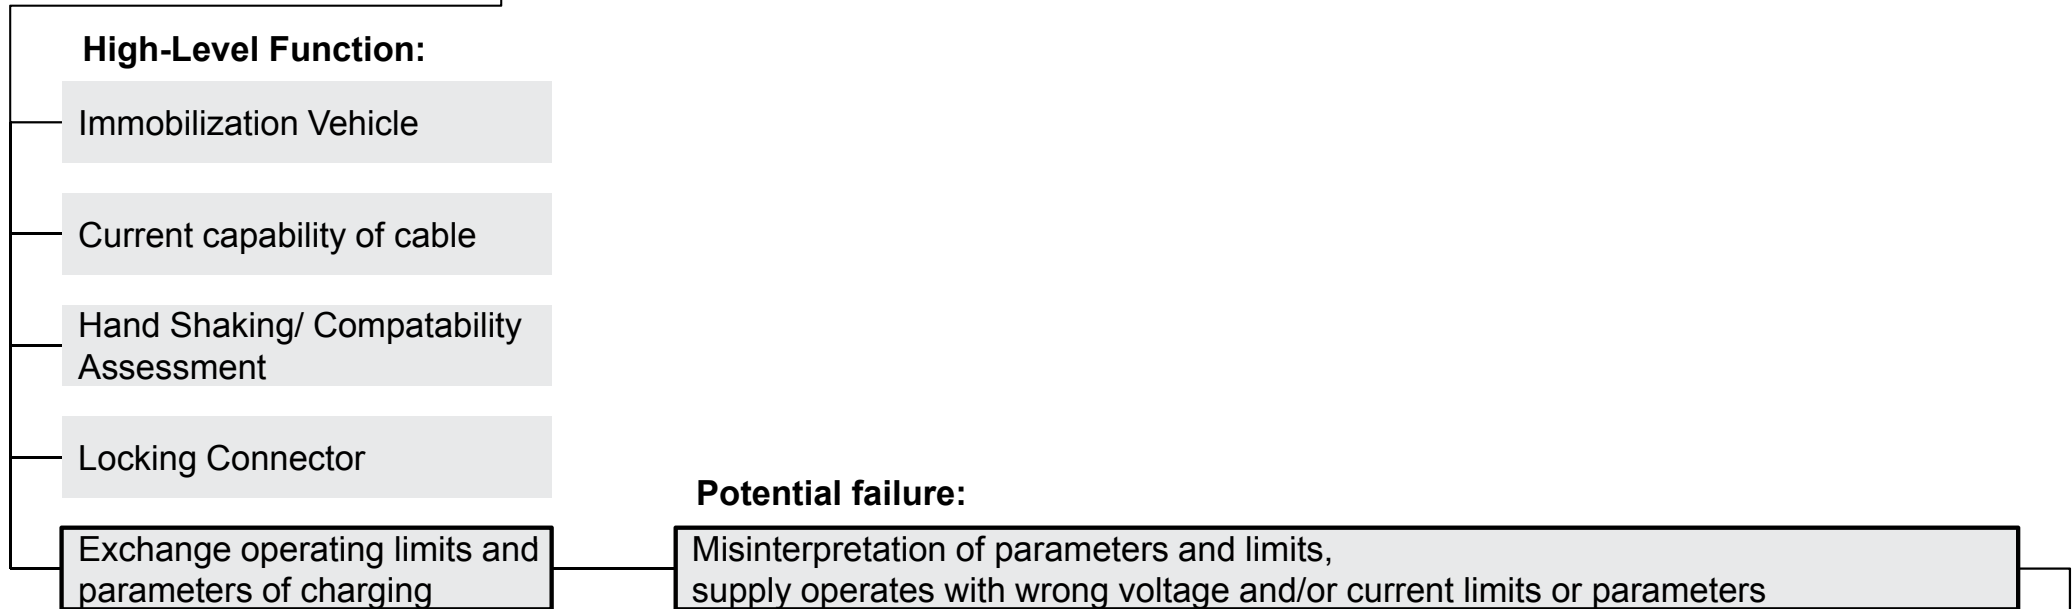 High-Level Function:
Immobilization Vehicle
Current capability of cable
Hand Shaking/ Compatability
Assessment
Locking Connector
Potential failure:
Exchange operating limits and
parameters of charging
Misinterpretation of parameters and limits,
supply operates with wrong voltage and/or current limits or parameters